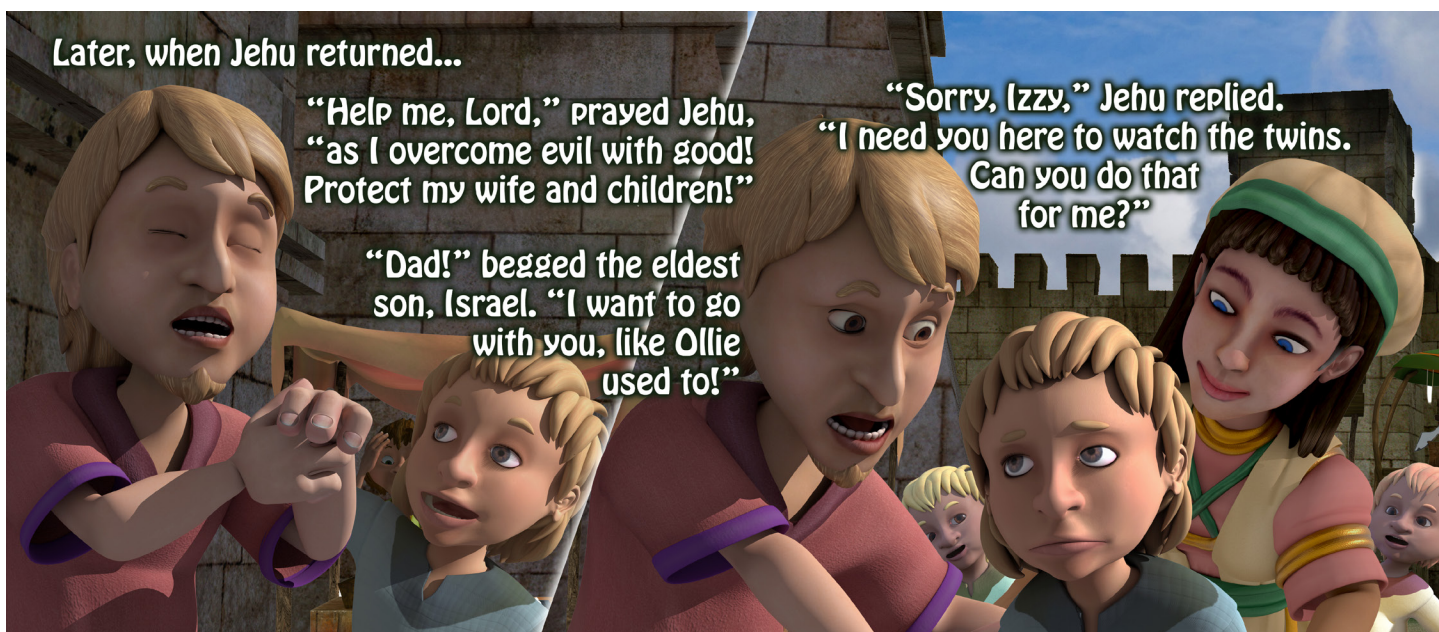 Later, when Jehu returned...
“Help me, Lord,” prayed Jehu,
“as I overcome evil with good!
Protect my wife and children!”
“Dad!” begged the eldest
son, Israel. “I want to go
with you, like Ollie
used to!”
“Sorry, Izzy,” Jehu replied.
“I need you here to watch the twins.
Can you do that
for me?”